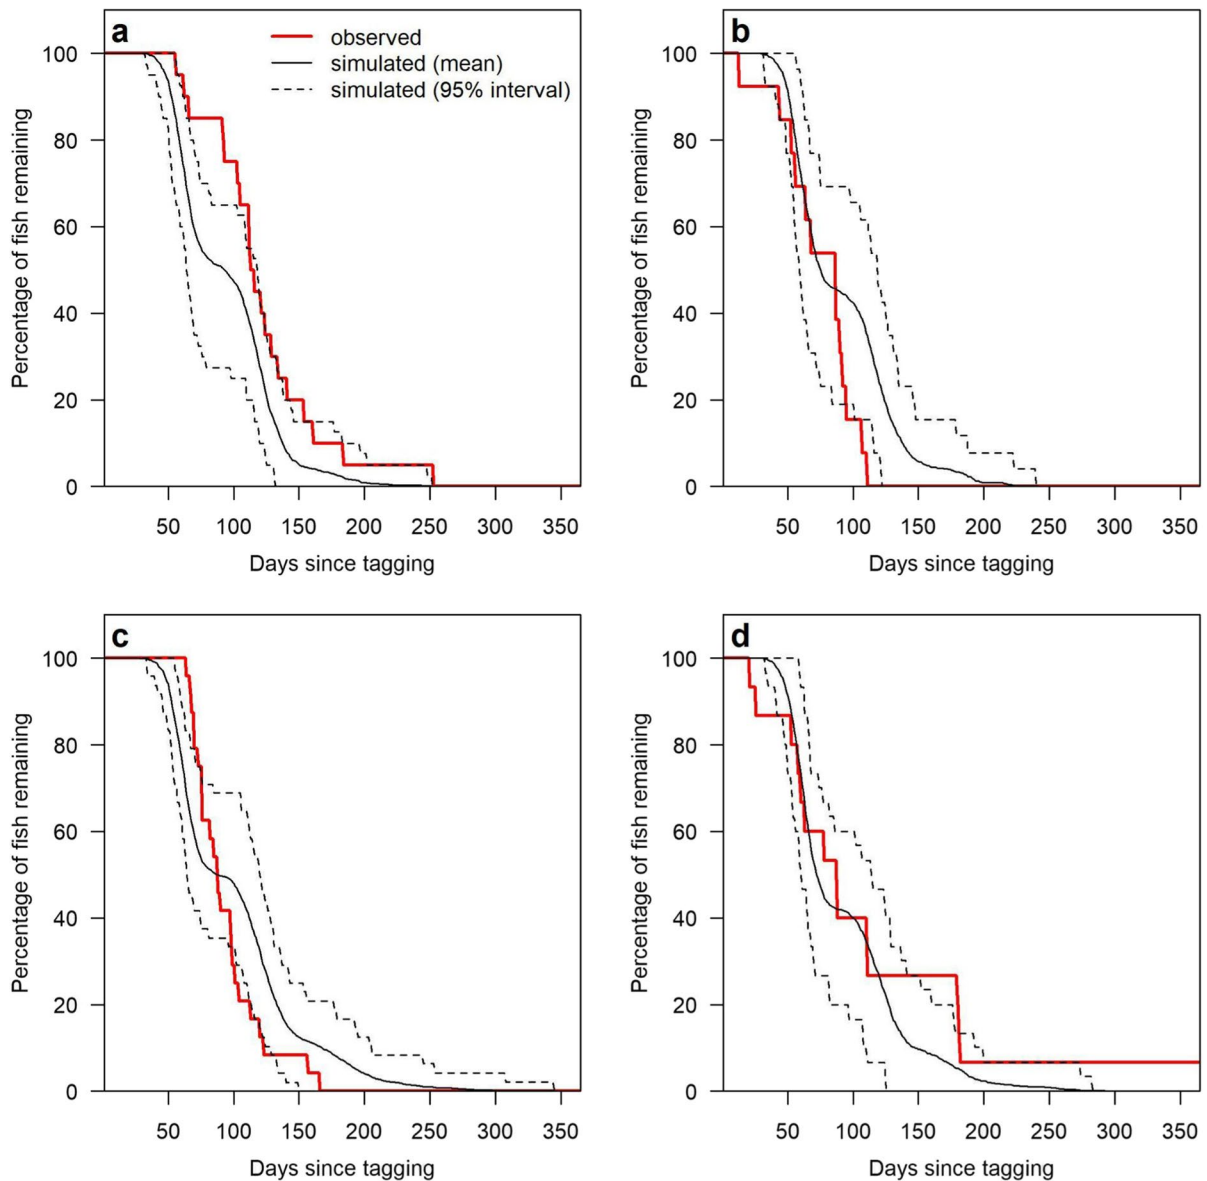 a
observed
simulated (mean)
simulated (95% interval)
100
80
60
40
20
0
Percentage of fish remaining
50 100 150 200 250 300 350
Days since tagging
b
100
80
60
40
20
0
Percentage of fish remaining
50 100 150 200 250 300 350
Days since tagging
c
100
80
60
40
20
0
Percentage of fish remaining
50 100 150 200 250 300 350
Days since tagging
d
100
80
60
40
20
0
Percentage of fish remaining
50 100 150 200 250 300 350
Days since tagging